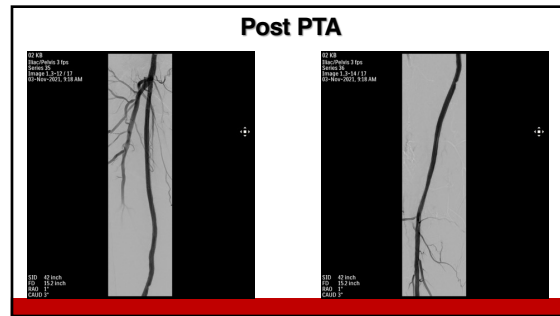 Post PTA
02 KB
Iliac/Pelvis 3 fps
Series 35
Image 1,3-12 / 17
03-Nov-2021, 9:18 AM
SID 42 inch
FD 15.2 inch
RAO 1°
CAUD 3°
02 KB
Iliac/Pelvis 3 fps
Series 36
Image 1,3-14 / 17
03-Nov-2021, 9:18 AM
SID 42 inch
FD 15.2 inch
RAO 1°
CAUD 3°